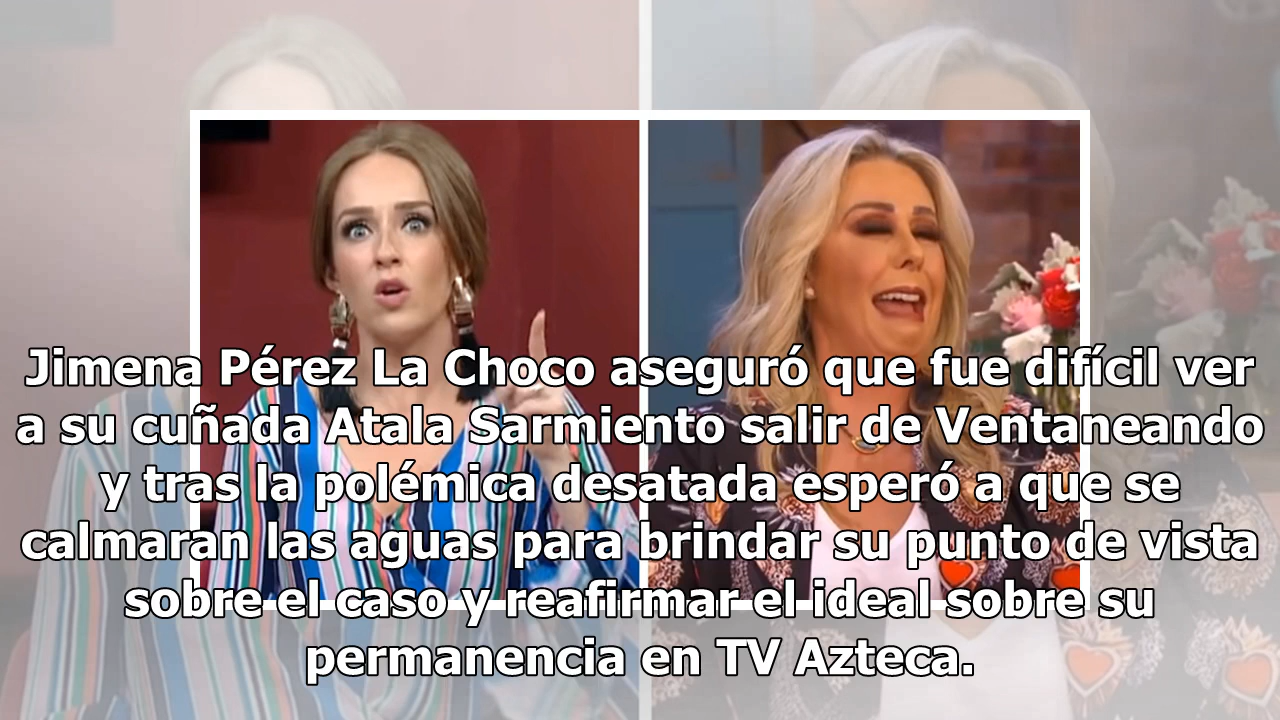 Jimena Pérez La Choco aseguró que fue difícil ver
a su cuñada Atala Sarmiento salir de Ventaneando
y tras la polémica desatada esperó a que se
calmaran las aguas para brindar su punto de vista
sobre el caso y reafirmar el ideal sobre su
permanencia en TV Azteca.